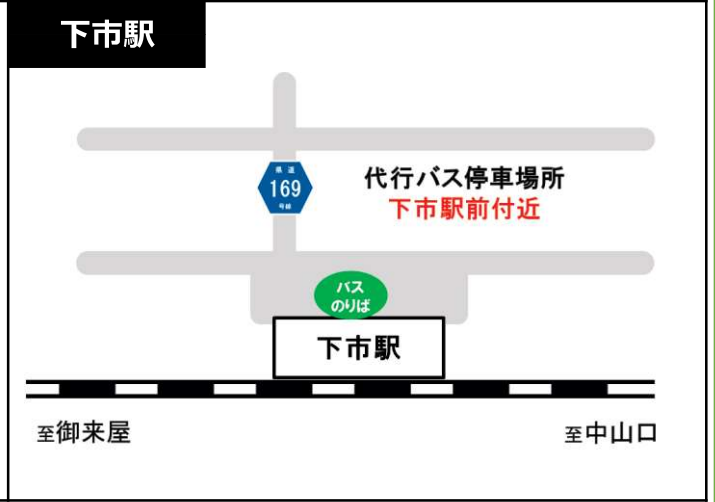 下市駅
県道
169
号線
代行バス停車場所
下市駅前付近
バス
のりば
下市駅
至御来屋
至中山口